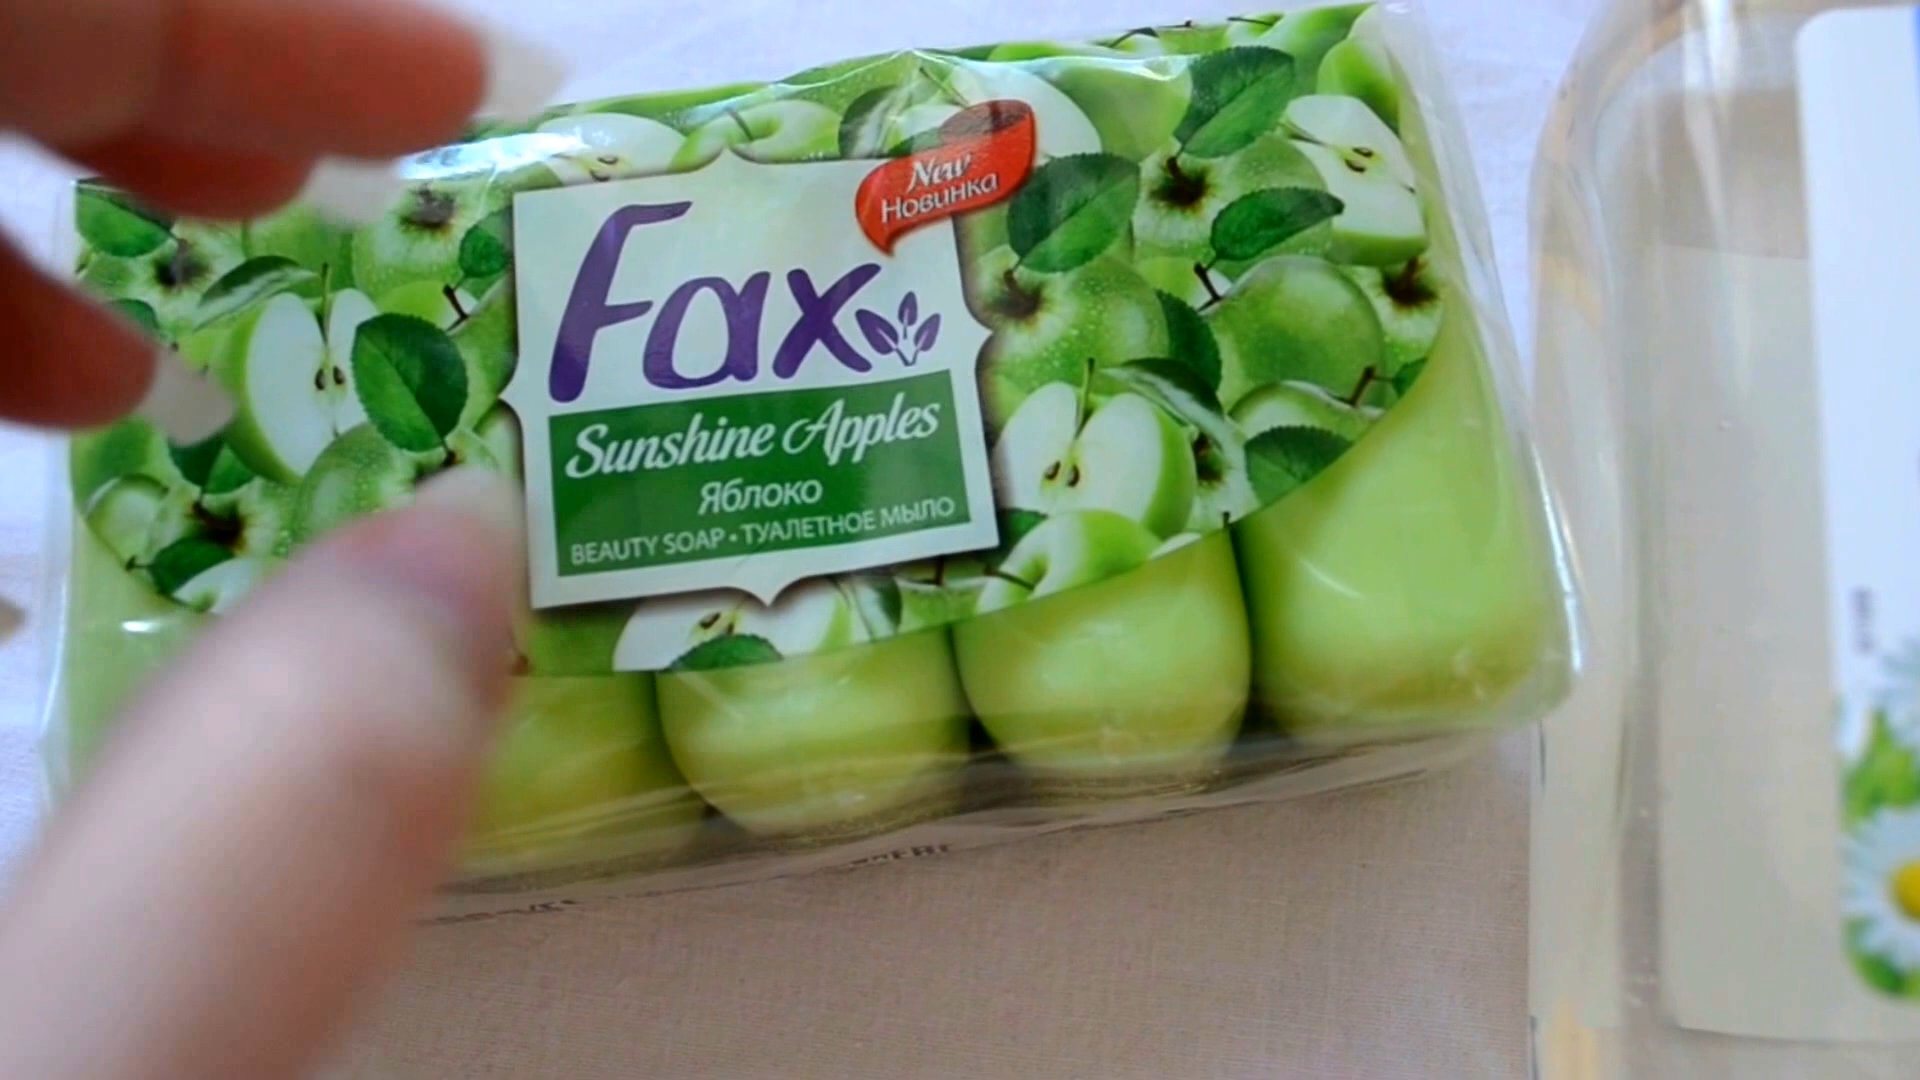 New
Новинка
Fax
Sunshine Apples
Яблоко
BEAUTY SOAP • ТУАЛЕТНОЕ МЫЛО